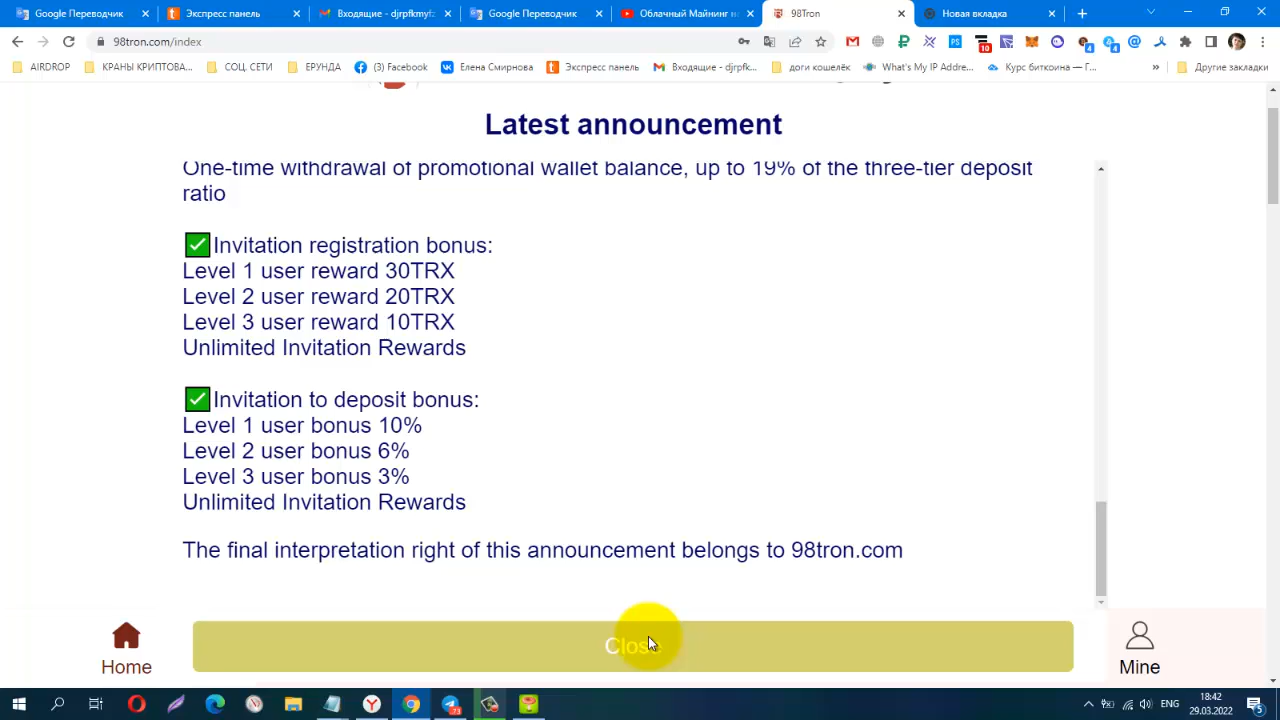 Google Переводчик
Экспресс панель
Входящие - djrpfkmyf
Google Переводчик
Облачный Майнинг в
98Tron
Новая вкладка
98tron.com/index
10
4
4
AIRDROP
КРАНЫ КРИПТОВА...
СОЦ. СЕТИ
ЕРУНДА
(3) Facebook
Елена Смирнова
Экспресс панель
Входящие - djrpfk...
доги кошелёк
What's My IP Addre...
Курс биткоина — Г...
»
Другие закладки
Latest announcement
One-time withdrawal of promotional wallet balance, up to 19% of the three-tier deposit
ratio
✅Invitation registration bonus:
Level 1 user reward 30TRX
Level 2 user reward 20TRX
Level 3 user reward 10TRX
Unlimited Invitation Rewards
✅Invitation to deposit bonus:
Level 1 user bonus 10%
Level 2 user bonus 6%
Level 3 user bonus 3%
Unlimited Invitation Rewards
The final interpretation right of this announcement belongs to 98tron.com
Close
Home
Mine
73
ENG
18:42
29.03.2022
5